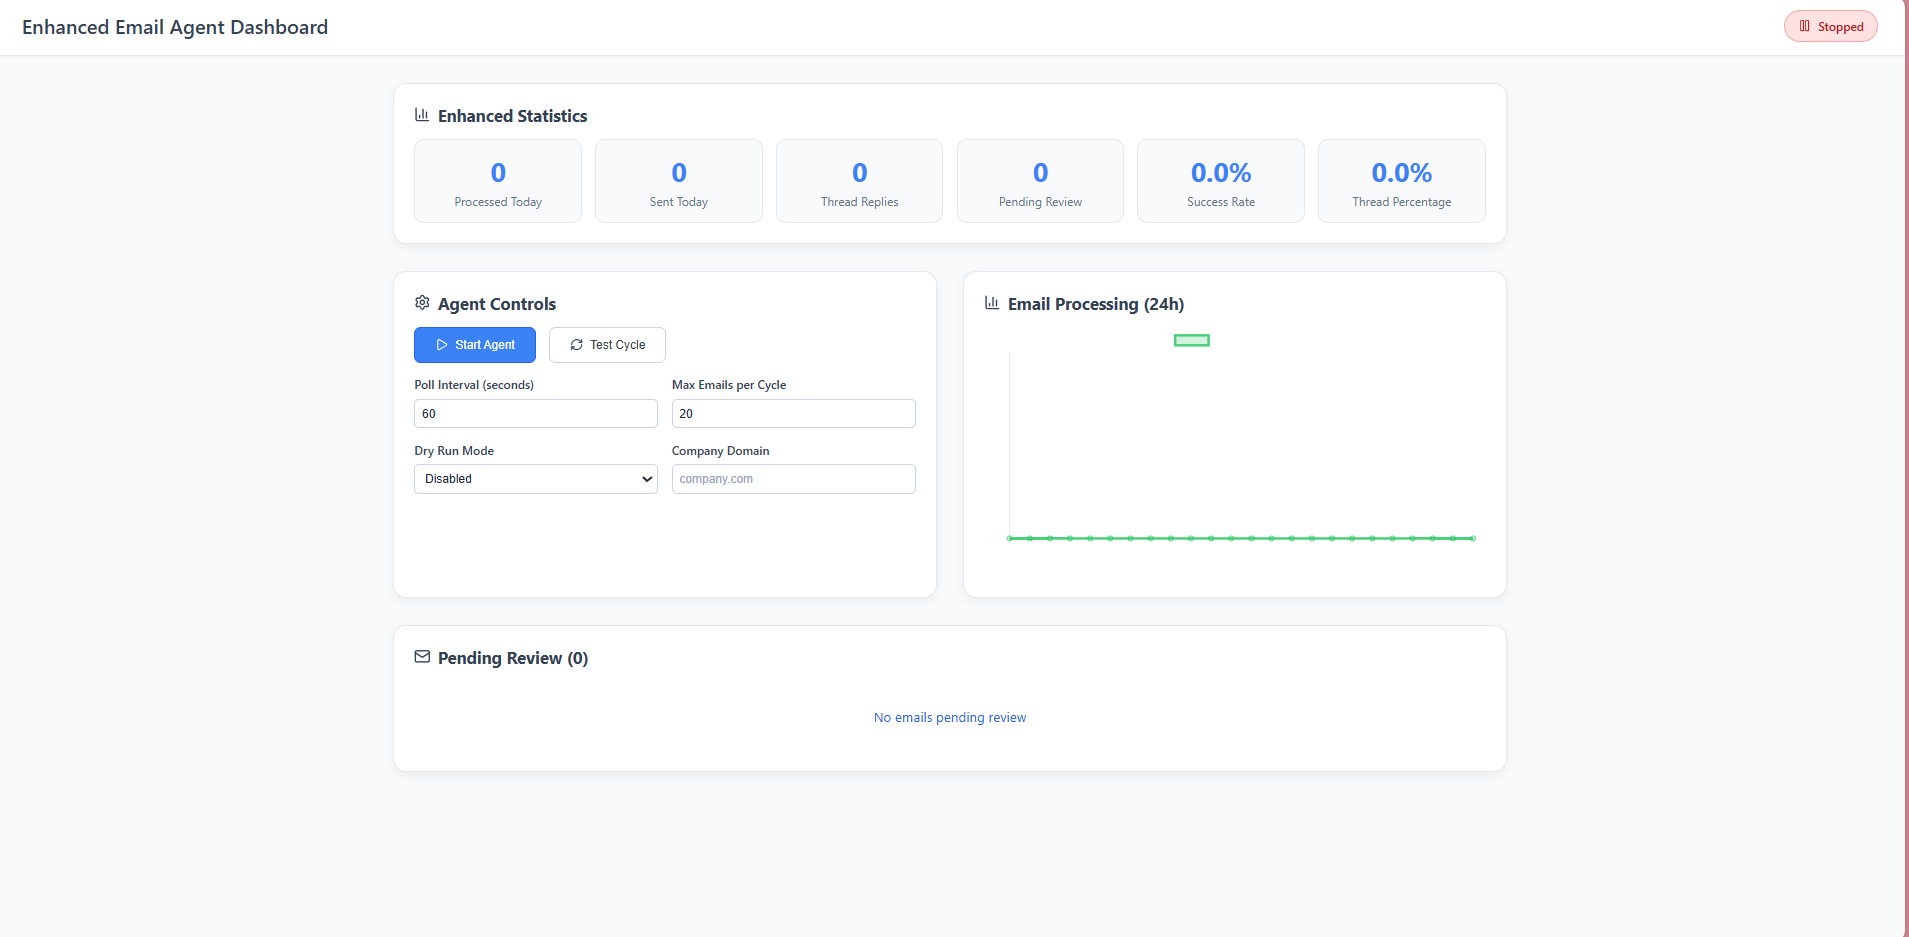 Enhanced Email Agent Dashboard
Stopped
Enhanced Statistics
0
Processed Today
0
Sent Today
0
Thread Replies
0
Pending Review
0.0%
Success Rate
0.0%
Thread Percentage
Agent Controls
Start Agent
Test Cycle
Poll Interval (seconds)
Max Emails per Cycle
60
20
Dry Run Mode
Company Domain
Disabled
company.com
Email Processing (24h)
Pending Review (0)
No emails pending review